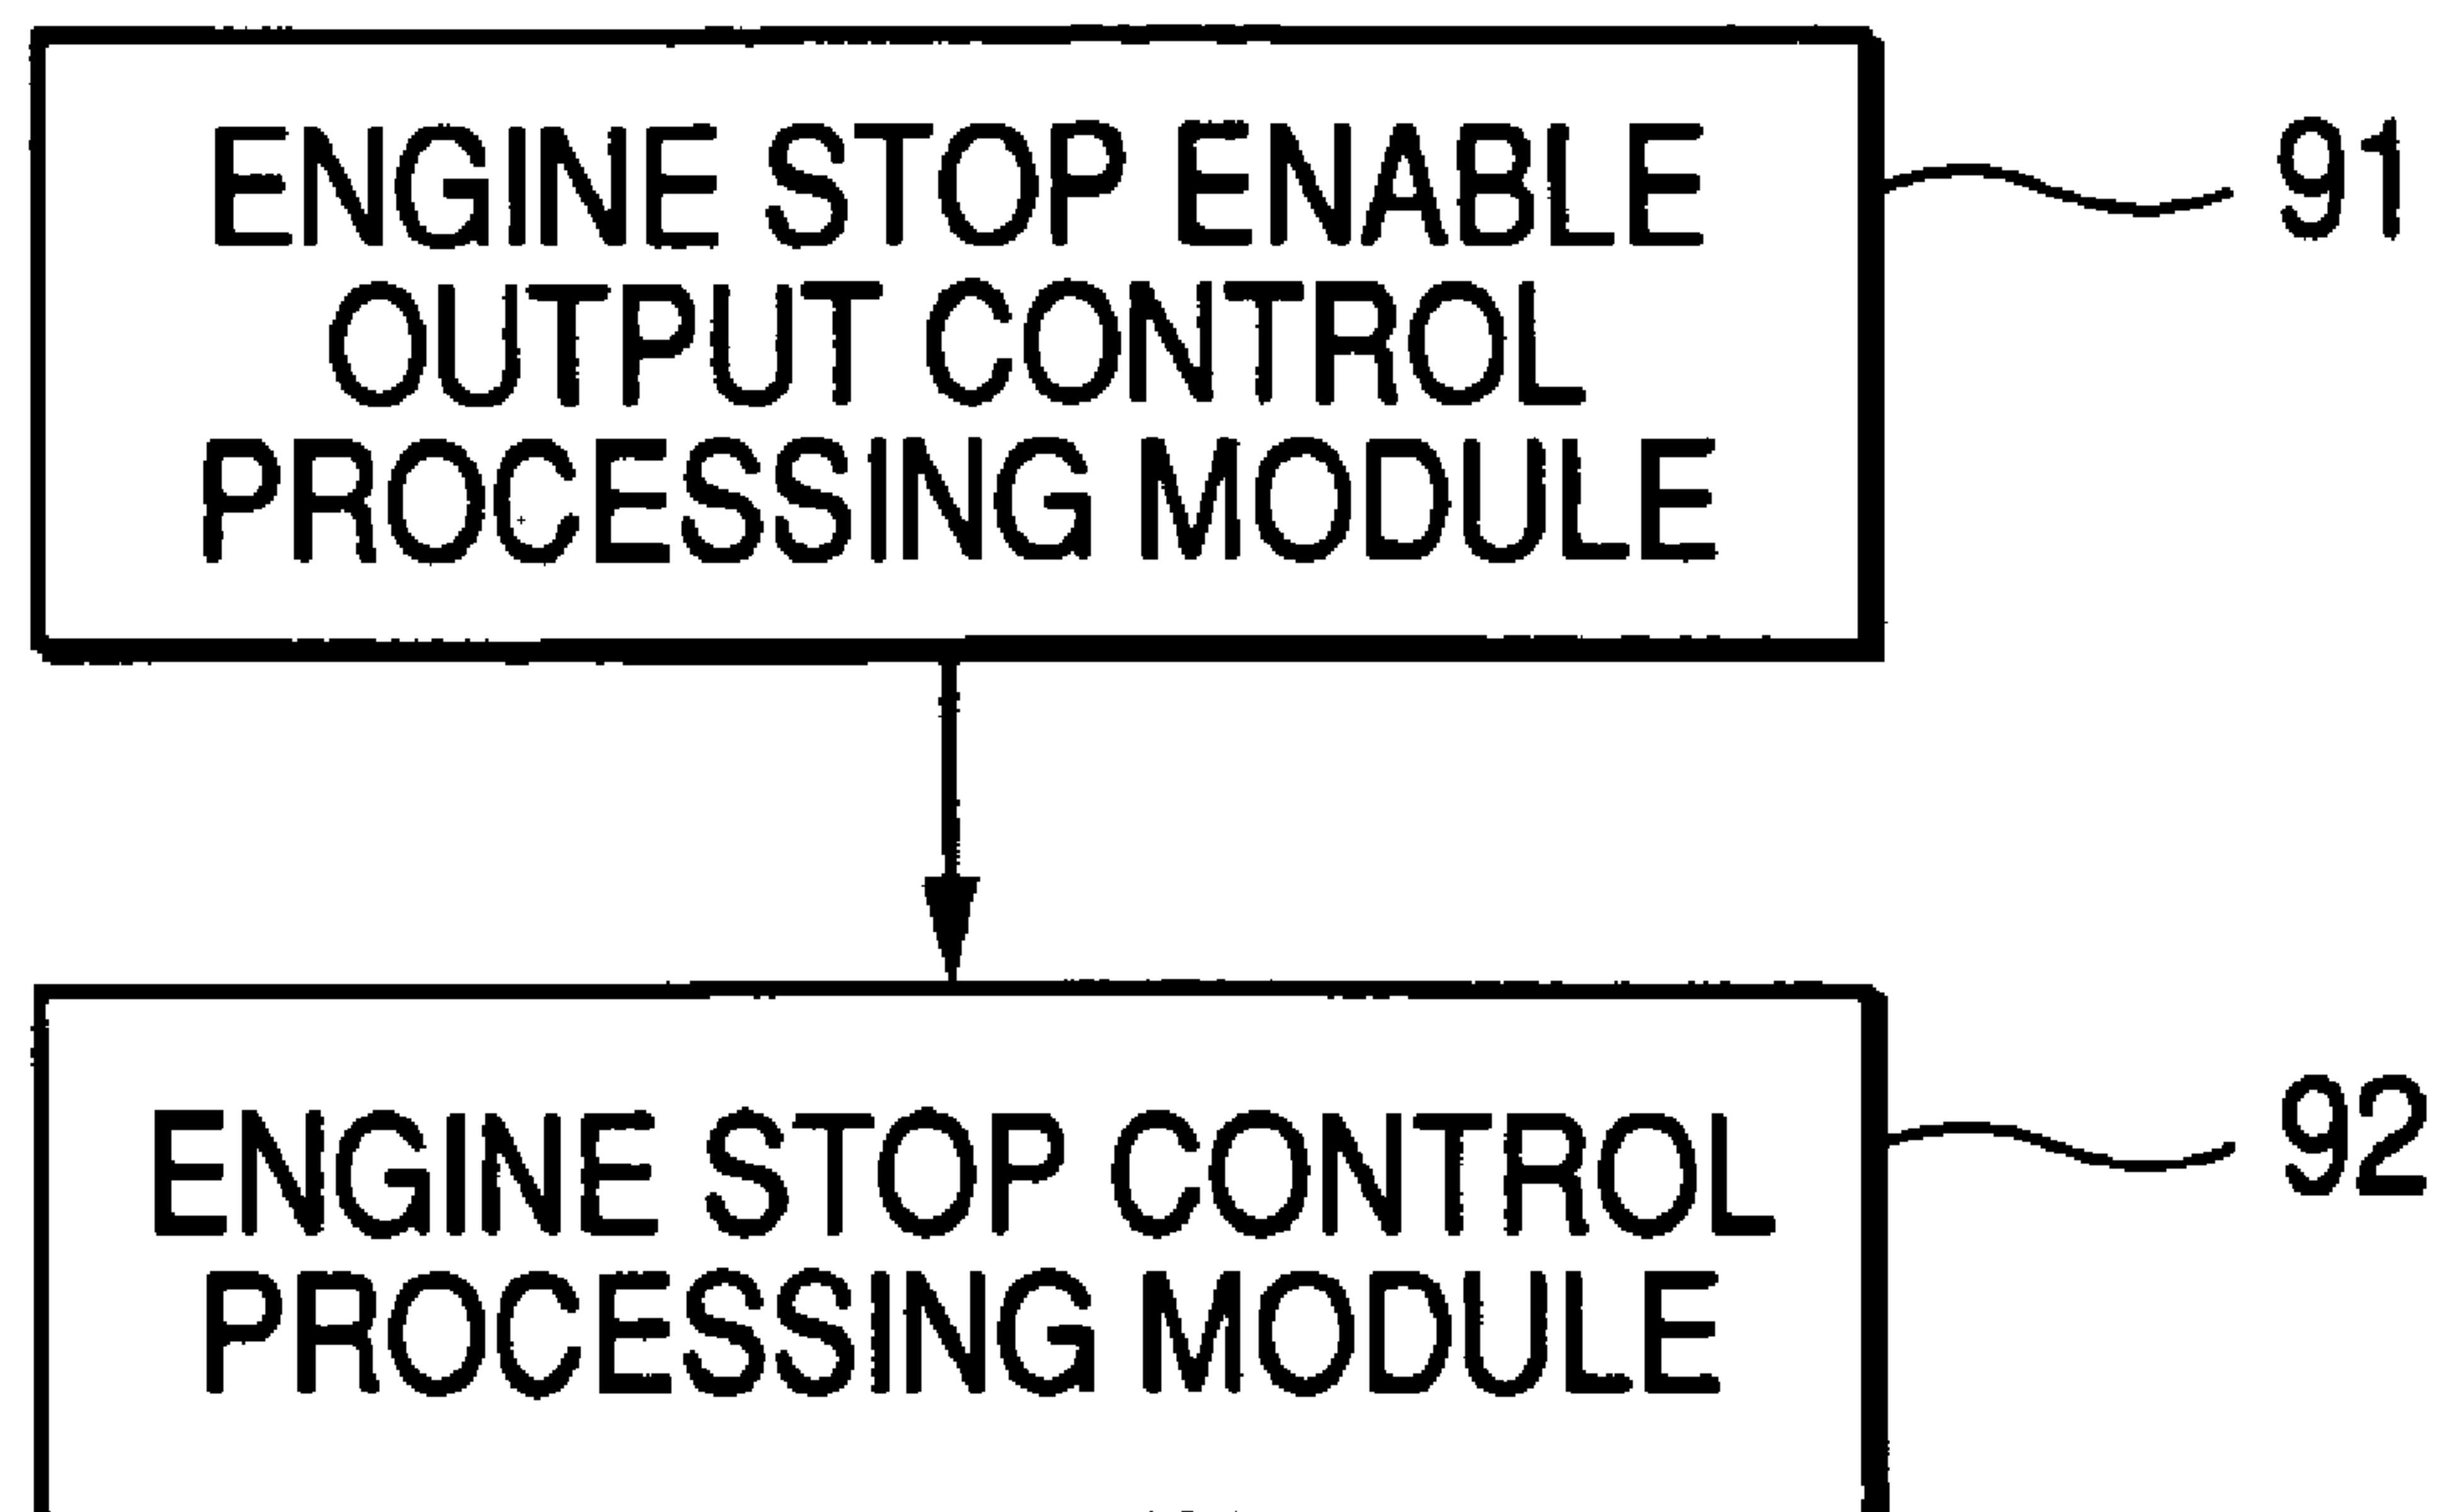 ENGINE STOP ENABLE
OUTPUT CONTROL
PROCESSING MODULE
91
ENGINE STOP CONTROL
PROCESSING MODULE
92